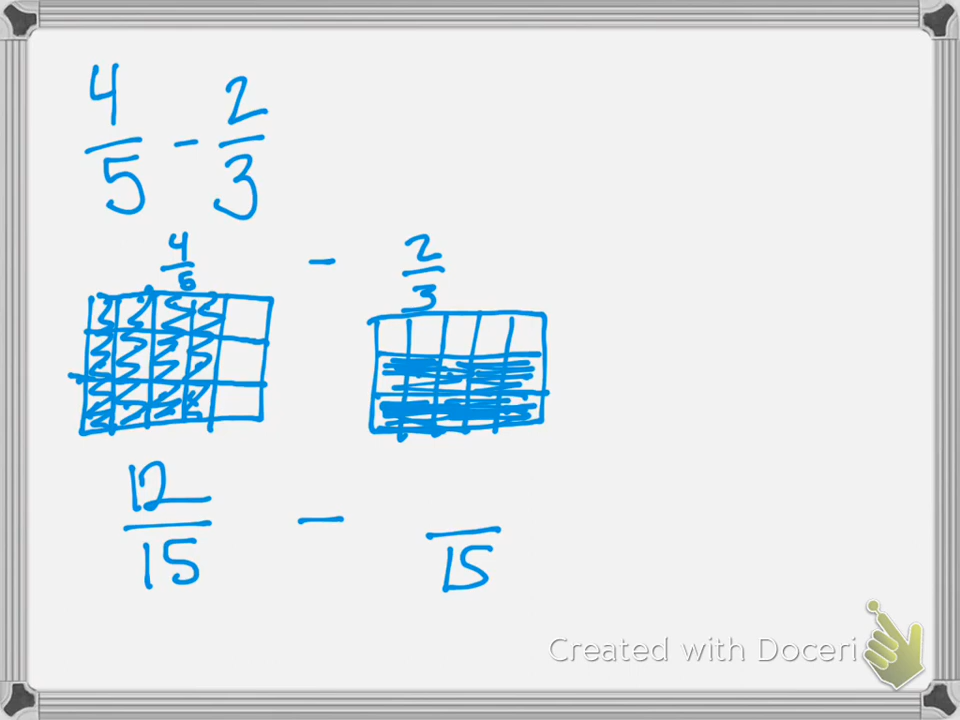 4/5 - 2/3
4/5 - 2/3
12/15 - /15
Created with Doceri